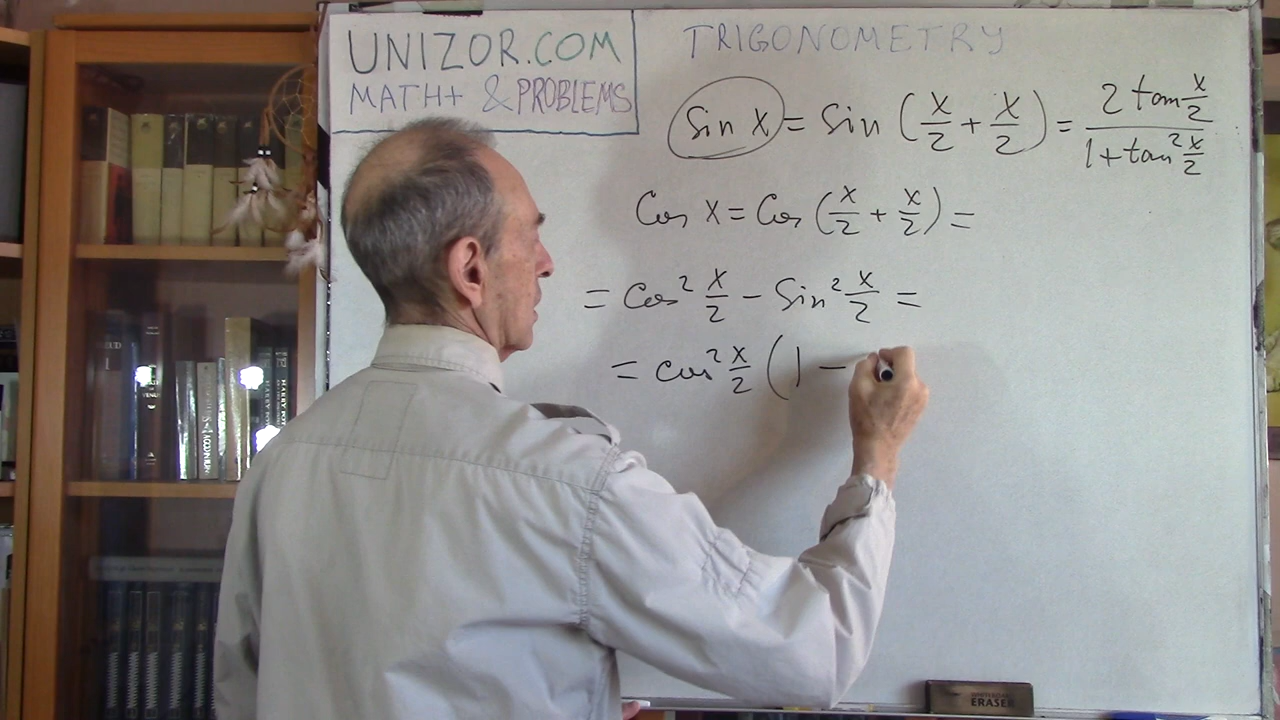 UNIZOR.COM
MATH+ & PROBLEMS
TRIGONOMETRY
Sin x = Sin (x/2 + x/2) = 2 tan x/2 / 1 + tan² x/2
Cos x = Cos (x/2 + x/2) =
= Cos² x/2 − Sin² x/2 =
= cos² x/2 (1 −
ERASER